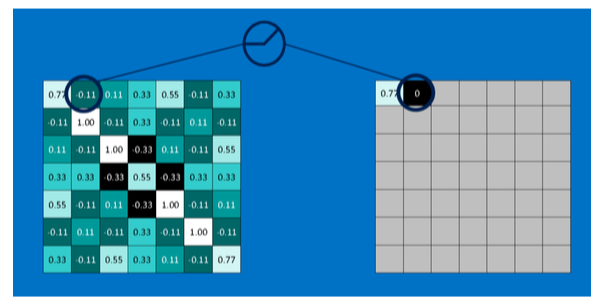 0.77 -0.11 0.11 0.33 0.55 -0.11 0.33
-0.11 1.00 -0.11 0.33 -0.11 0.11 -0.11
0.11 -0.11 1.00 -0.33 0.11 -0.11 0.55
0.33 0.33 -0.33 0.55 -0.33 0.33 0.33
0.55 -0.11 0.11 -0.33 1.00 -0.11 0.11
-0.11 0.11 -0.11 0.33 -0.11 1.00 -0.11
0.33 -0.11 0.55 0.33 0.11 -0.11 0.77
0.77 0